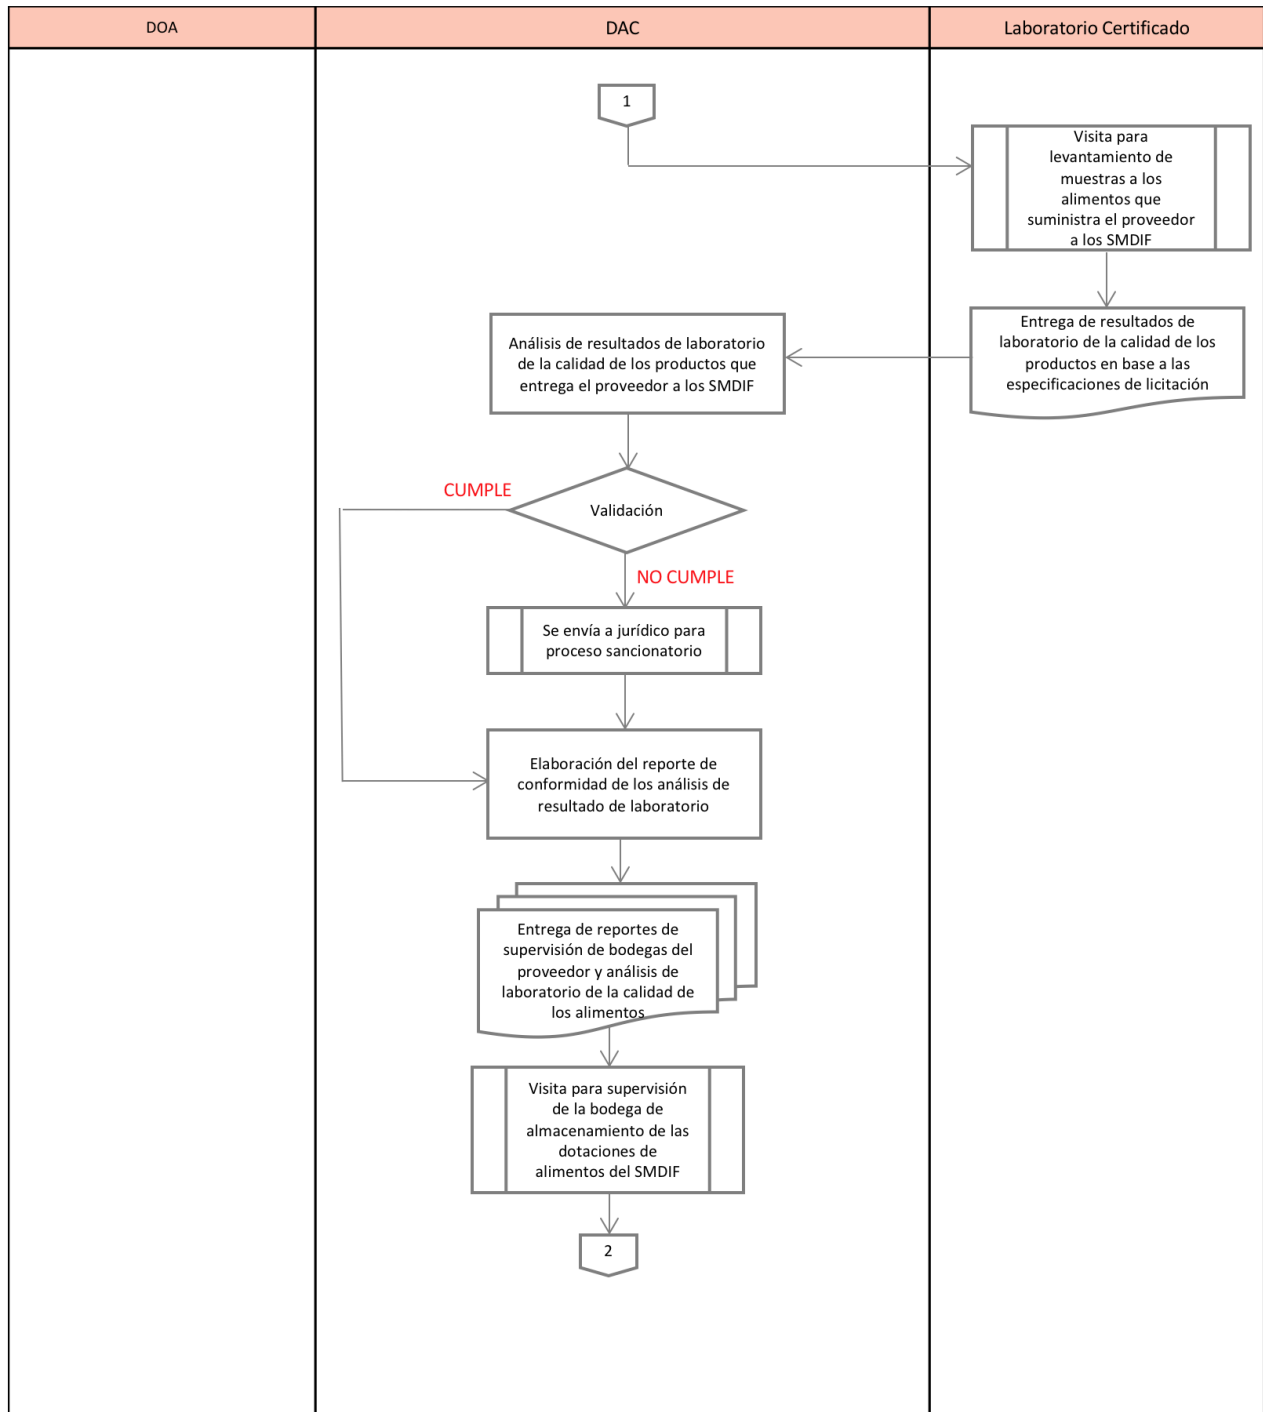 DOA
DAC
Laboratorio Certificado
1
Visita para
levantamiento de
muestras a los
alimentos que
suministra el proveedor
a los SMDIF
Entrega de resultados de
laboratorio de la calidad de los
productos en base a las
especificaciones de licitación
Análisis de resultados de laboratorio
de la calidad de los productos que
entrega el proveedor a los SMDIF
CUMPLE
Validación
NO CUMPLE
Se envía a jurídico para
proceso sancionatorio
Elaboración del reporte de
conformidad de los análisis de
resultado de laboratorio
Entrega de reportes de
supervisión de bodegas del
proveedor y análisis de
laboratorio de la calidad de
los alimentos
Visita para supervisión
de la bodega de
almacenamiento de las
dotaciones de
alimentos del SMDIF
2